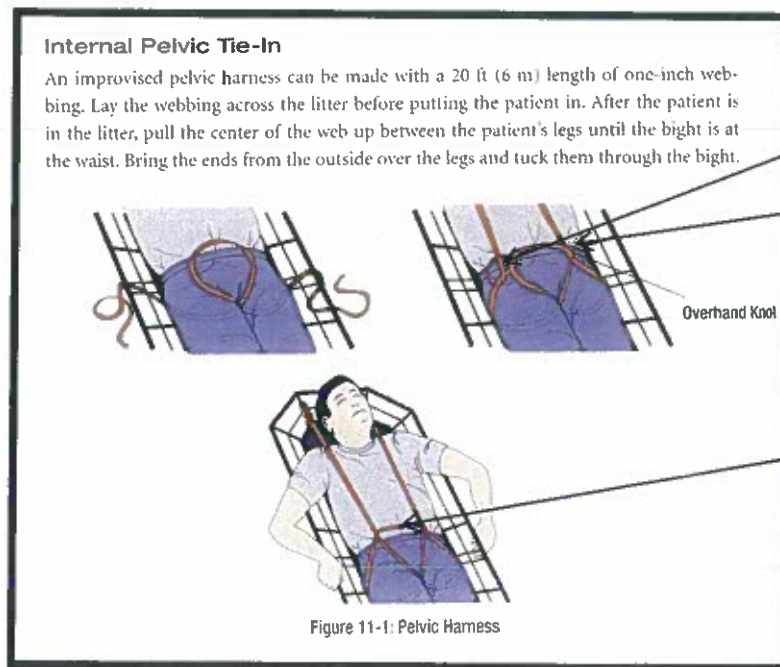 Internal Pelvic Tie-In
An improvised pelvic harness can be made with a 20 ft (6 m) length of one-inch web-
bing. Lay the webbing across the litter before putting the patient in. After the patient is
in the litter, pull the center of the web up between the patient's legs until the bight is at
the waist. Bring the ends from the outside over the legs and tuck them through the bight.
Overhand Knot
Figure 11-1: Pelvic Harness